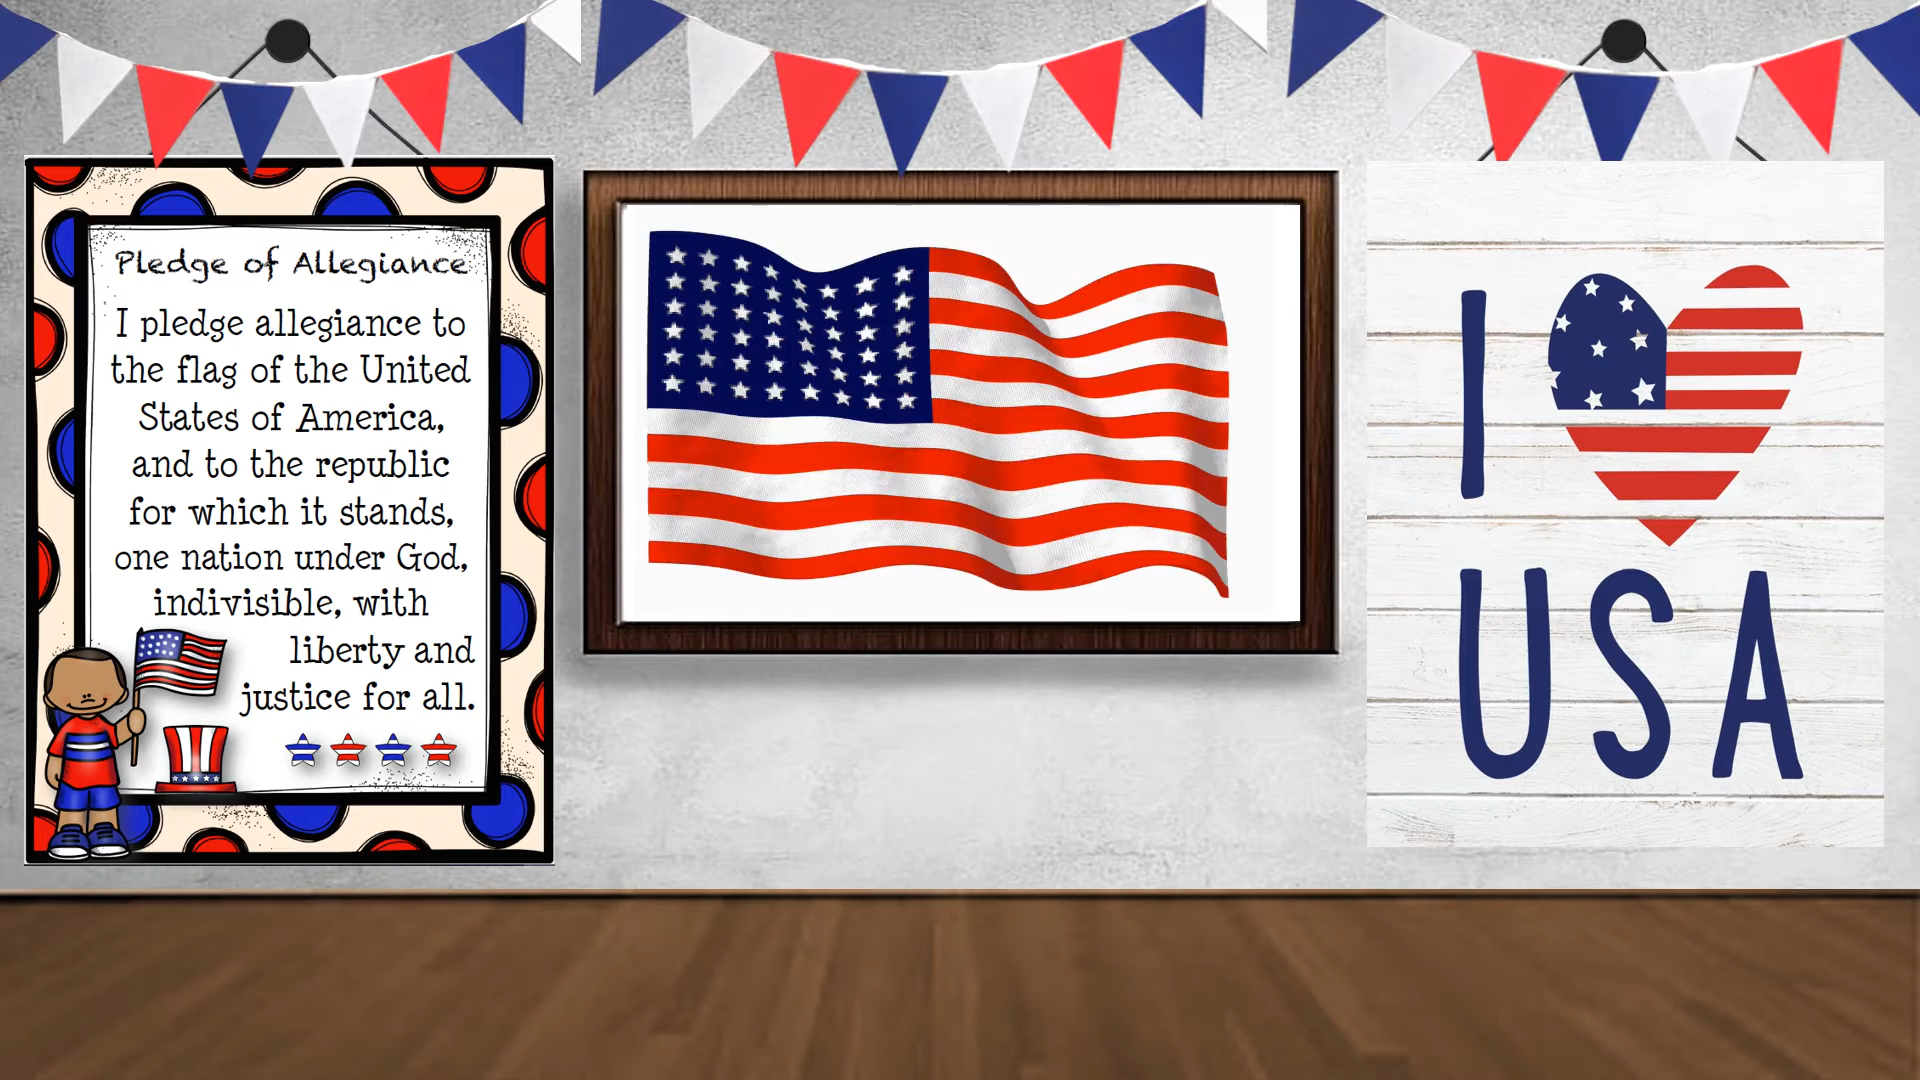 Pledge of Allegiance
I pledge allegiance to
the flag of the United
States of America,
and to the republic
for which it stands,
one nation under God,
indivisible, with
liberty and
justice for all.
I
USA